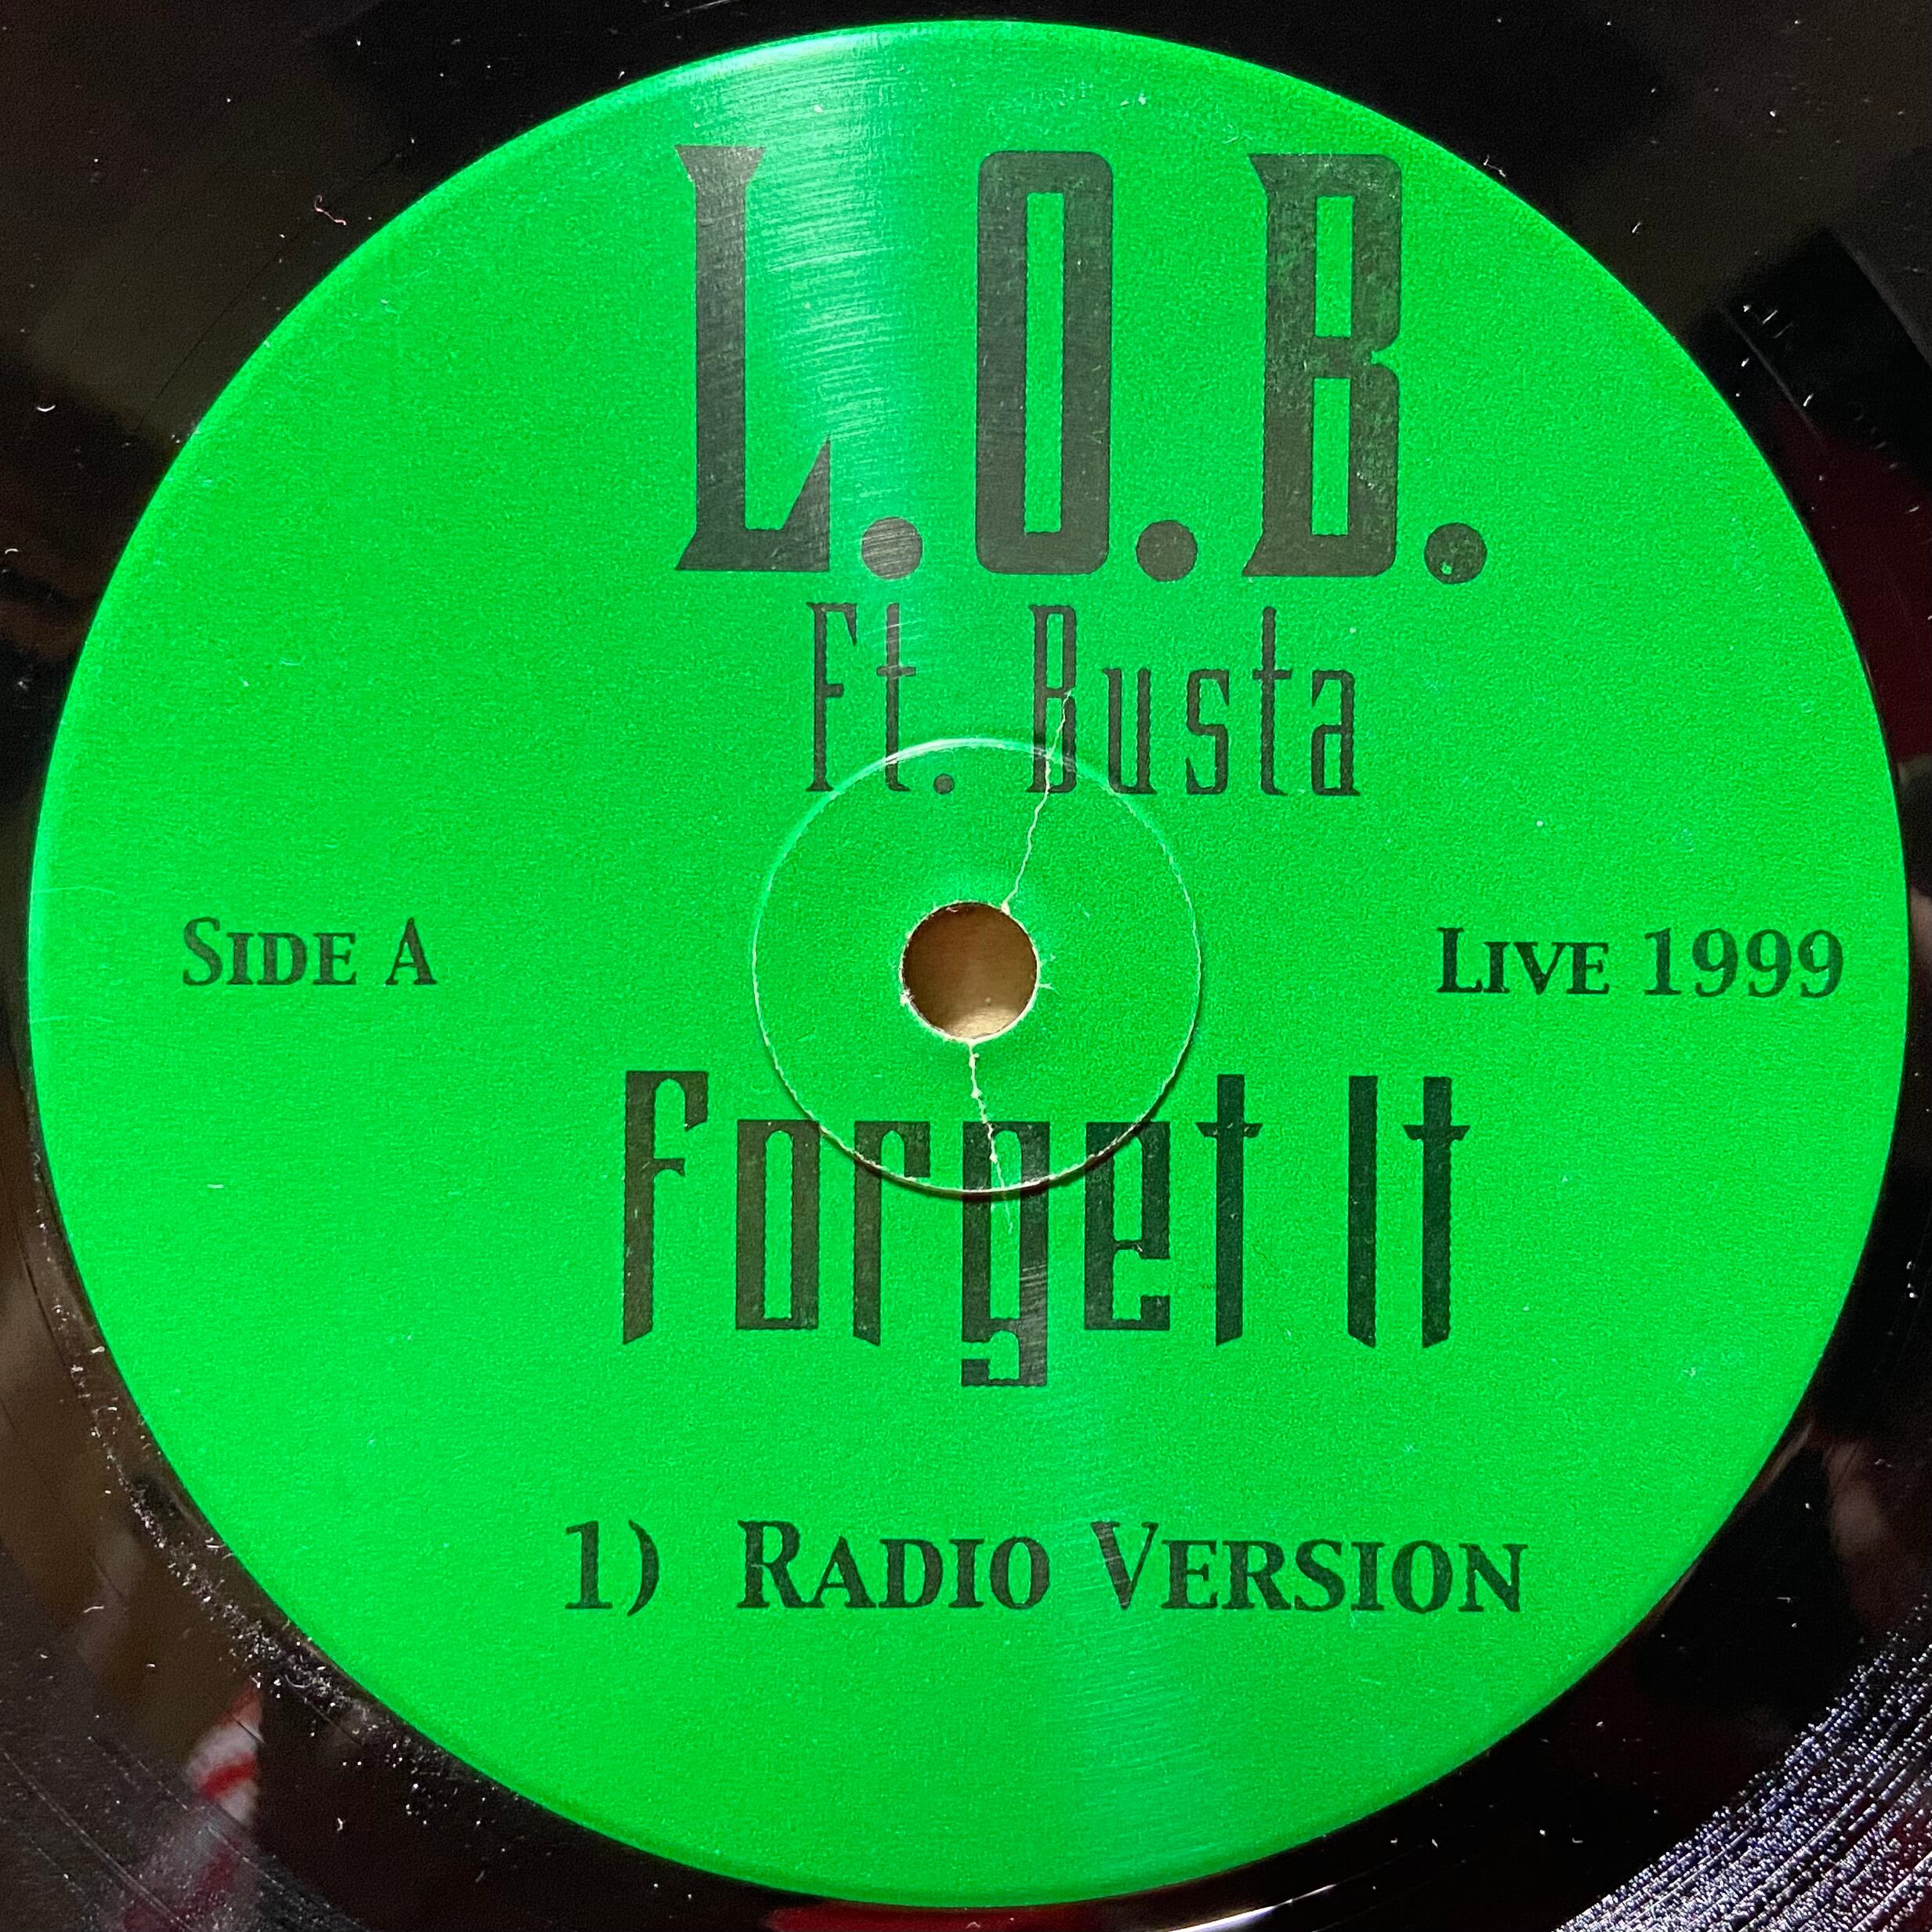 L.O.B.
Ft. Busta
SIDE A
LIVE 1999
Forget It
1) RADIO VERSION